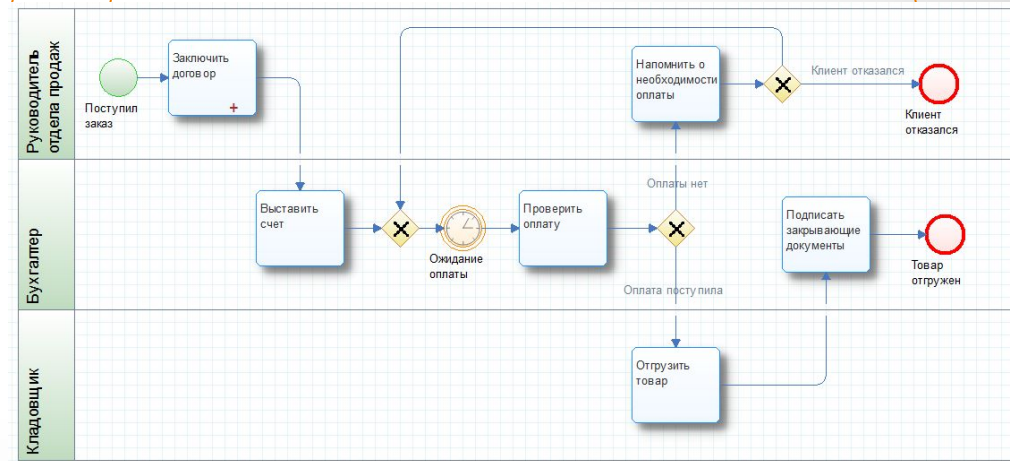 Руководитель
отдела продаж
Поступил
заказ
Заключить
договор
Напомнить о
необходимости
оплаты
Клиент отказался
Клиент
отказался
Бухгалтер
Выставить
счет
Ожидание
оплаты
Проверить
оплату
Оплаты нет
Оплата поступила
Подписать
закрывающие
документы
Товар
отгружен
Кладовщик
Отгрузить
товар